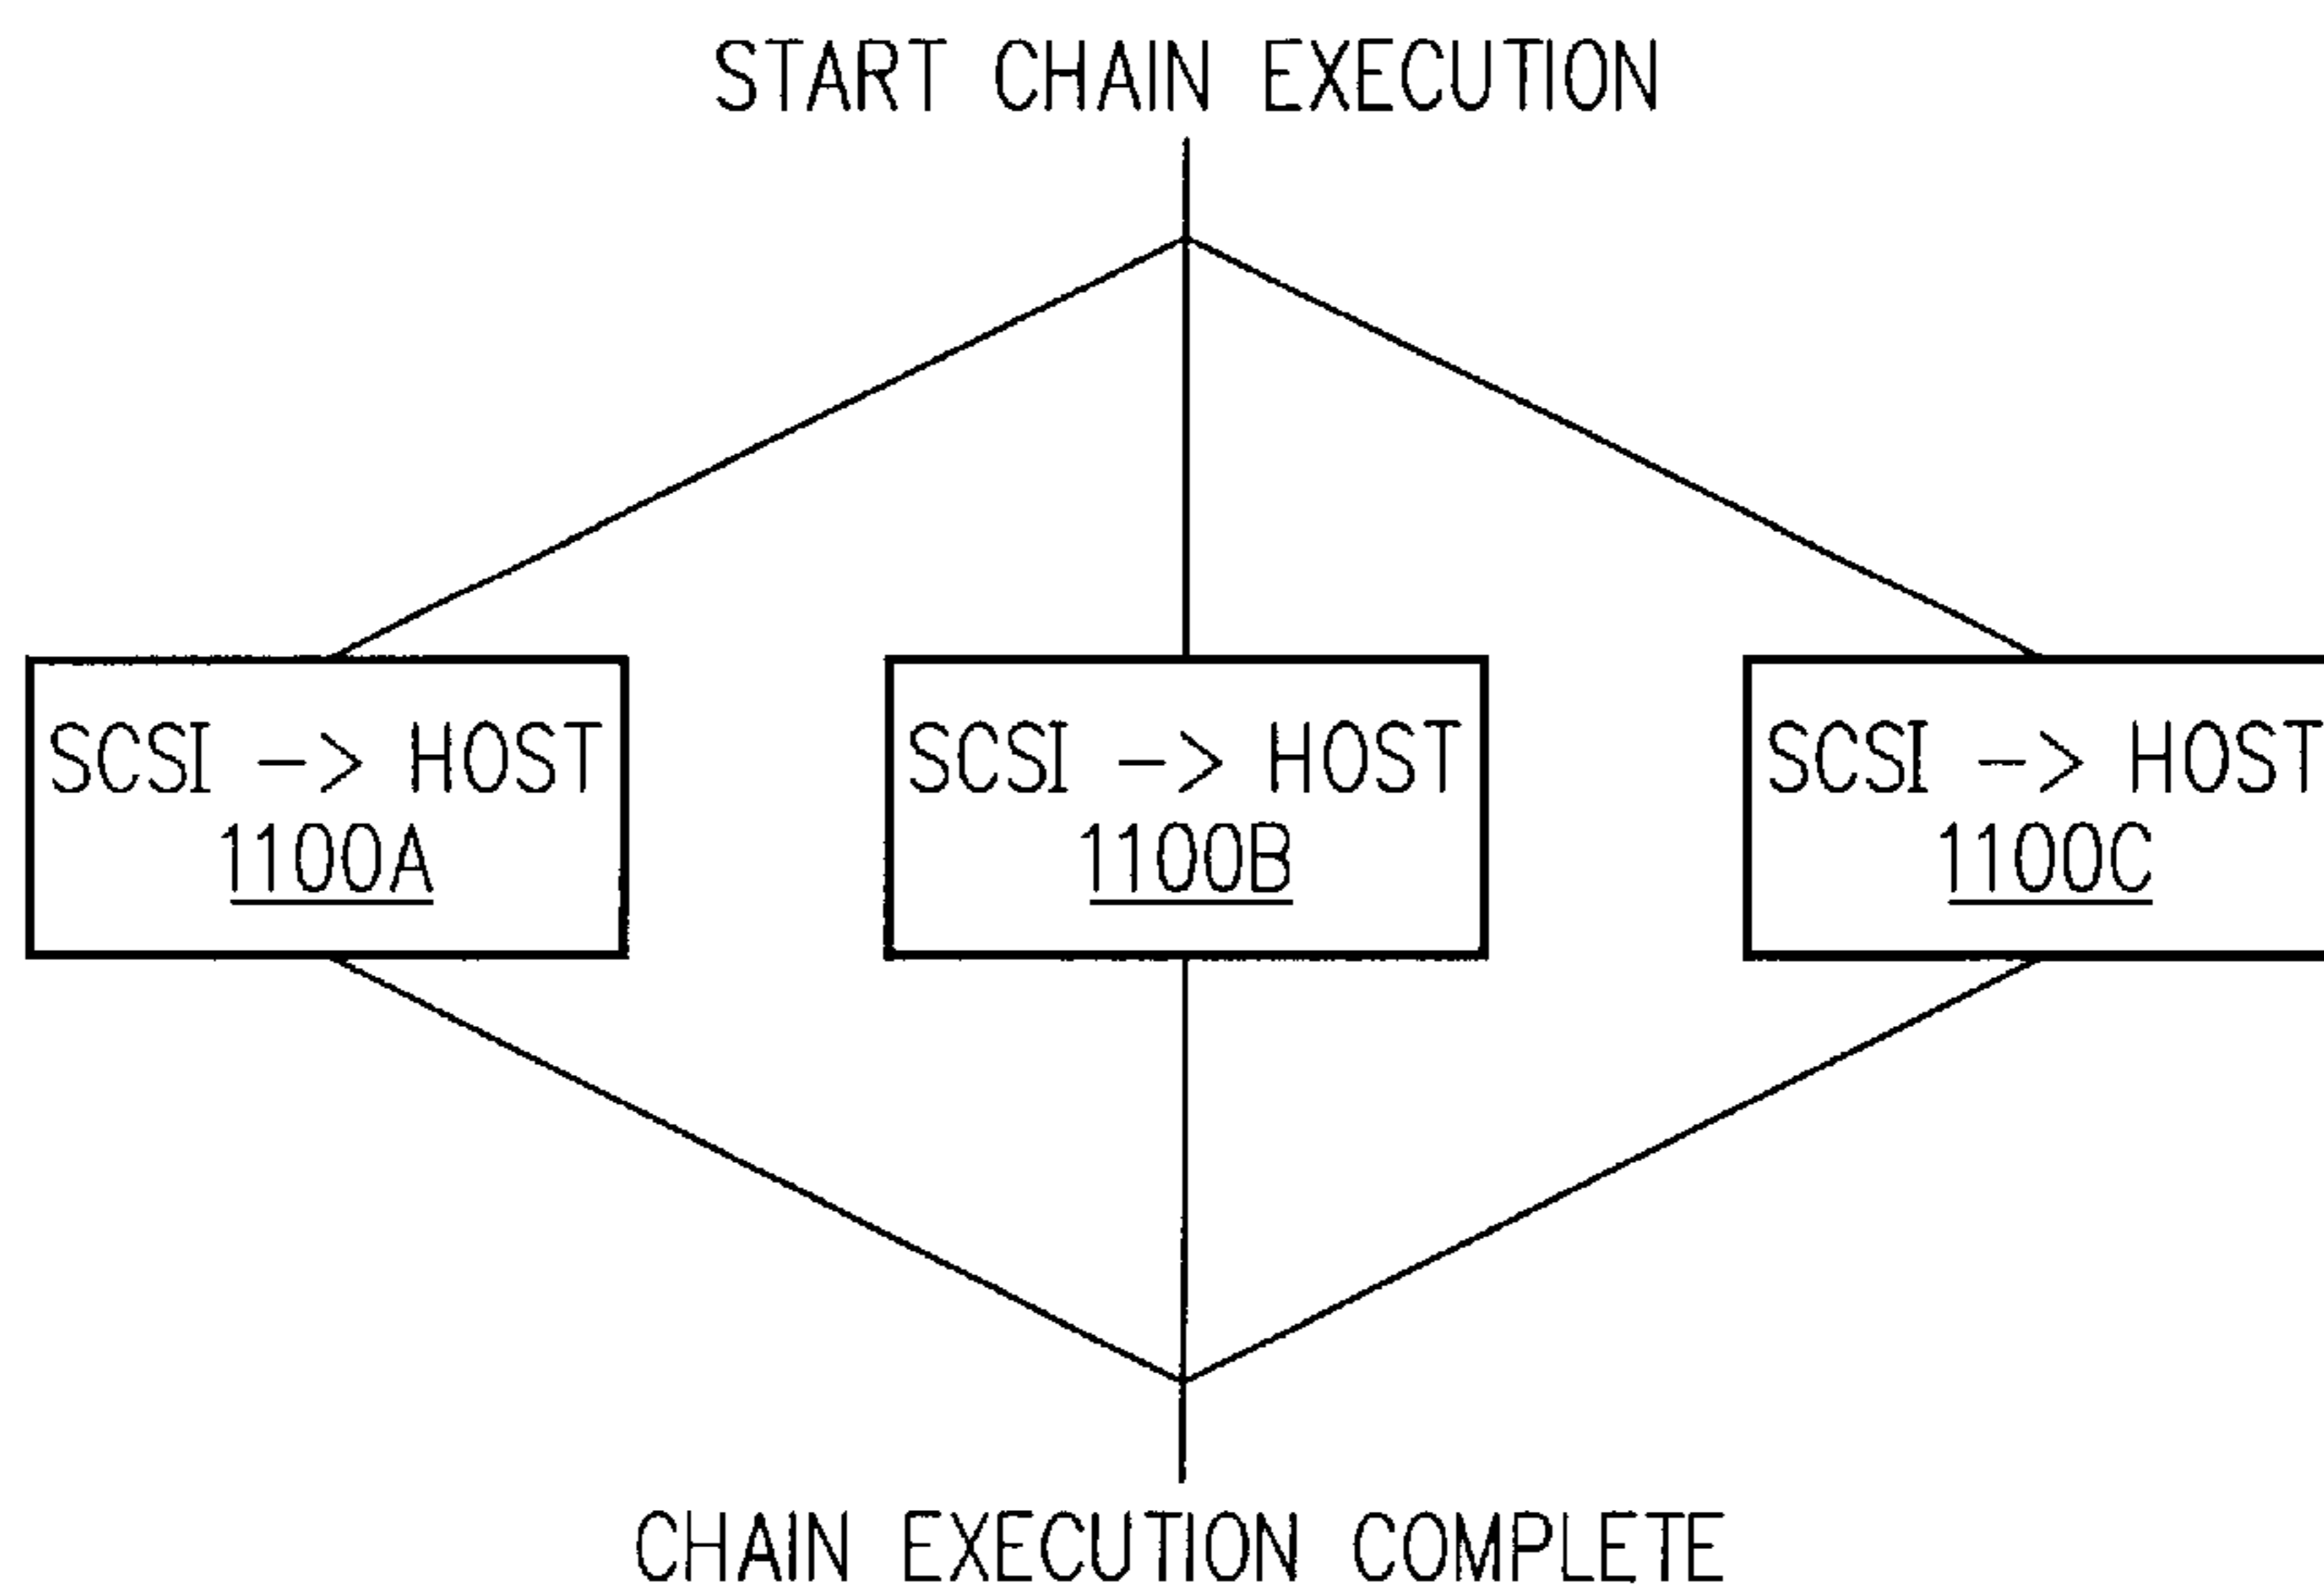 START CHAIN EXECUTION
SCSI -> HOST
1100A
SCSI -> HOST
1100B
SCSI -> HOST
1100C
CHAIN EXECUTION COMPLETE